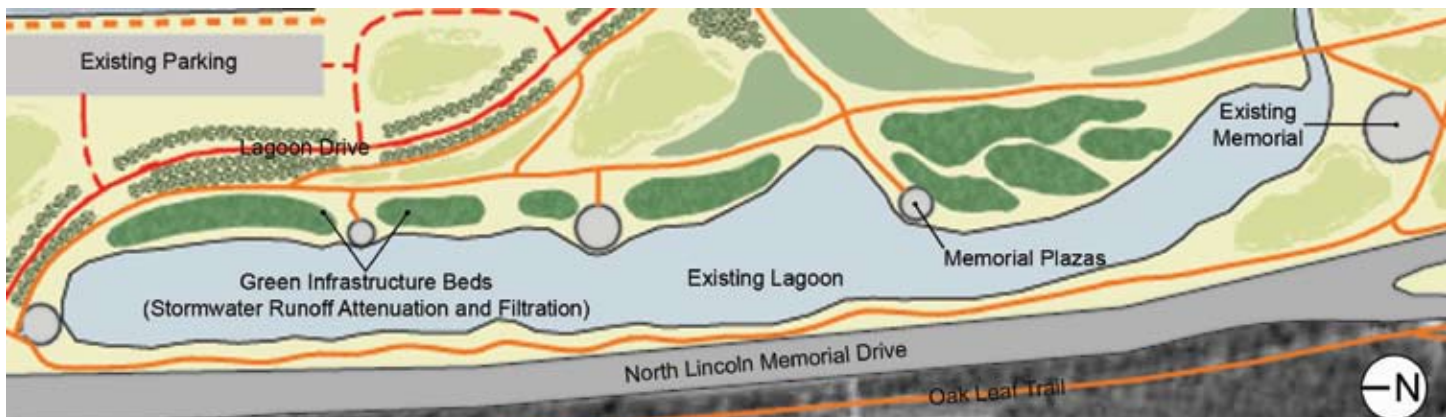 Existing Parking
Lagoon Drive
Existing
Memorial
Green Infrastructure Beds
(Stormwater Runoff Attenuation and Filtration)
Existing Lagoon
Memorial Plazas
North Lincoln Memorial Drive
Oak Leaf Trail
N